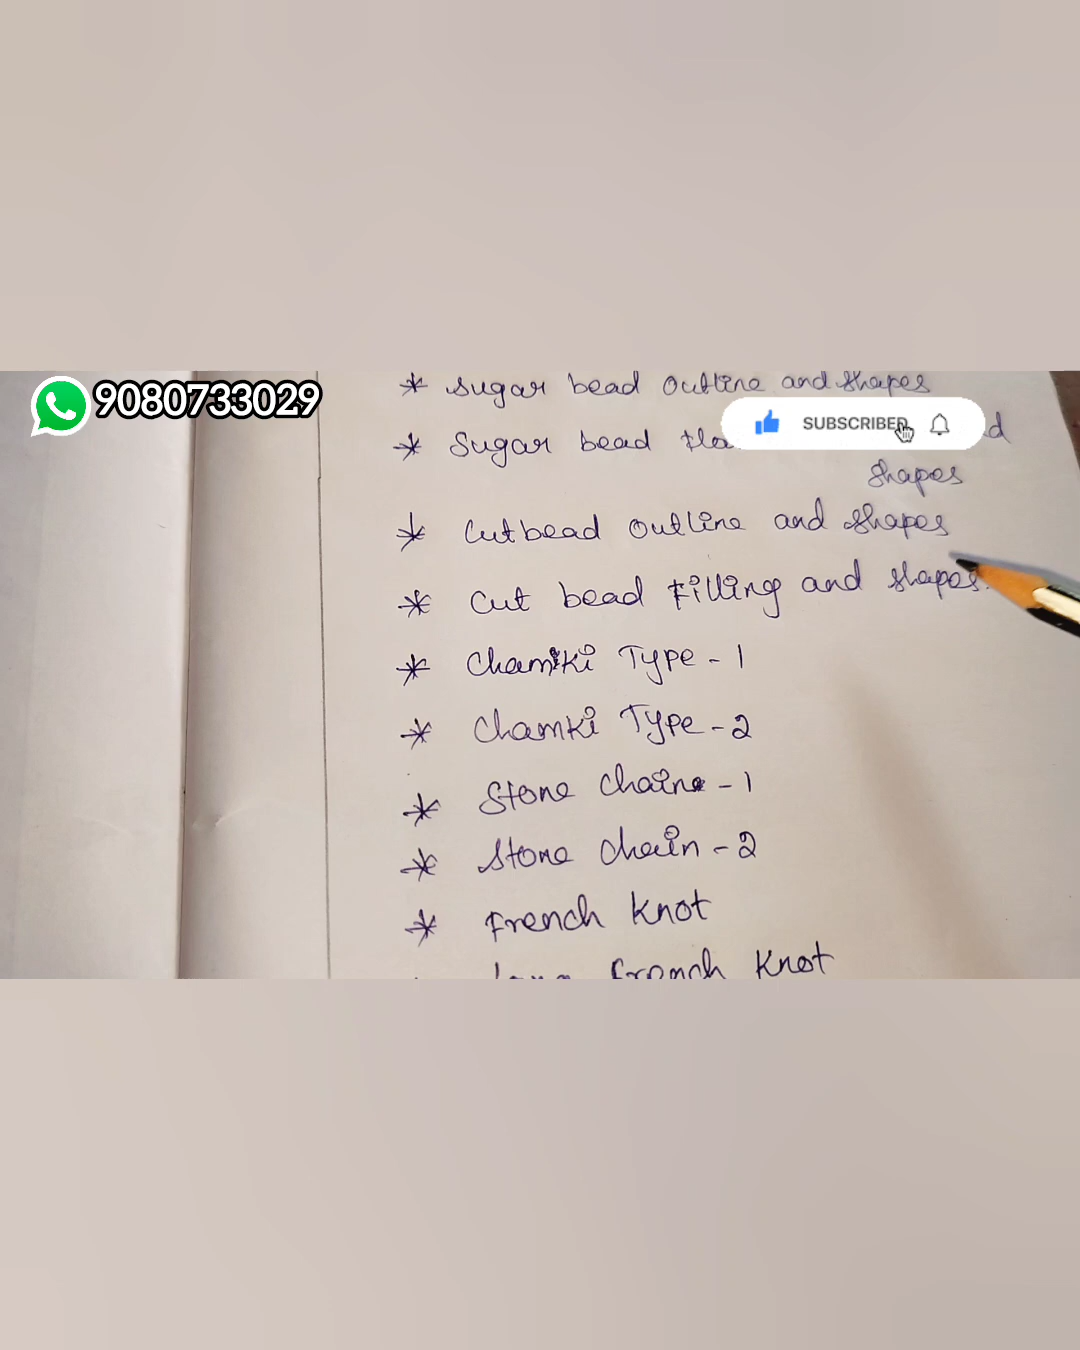 9080733029
* Sugar bead Outline and shapes
SUBSCRIBED
* Sugar bead
shapes
* Cutbead Outline and shapes
* Cut bead Filling and shapes.
* Chamki Type - 1
* Chamki Type - 2
* Stone Chaine - 1
* Stone Chain - 2
* French Knot
French Knot